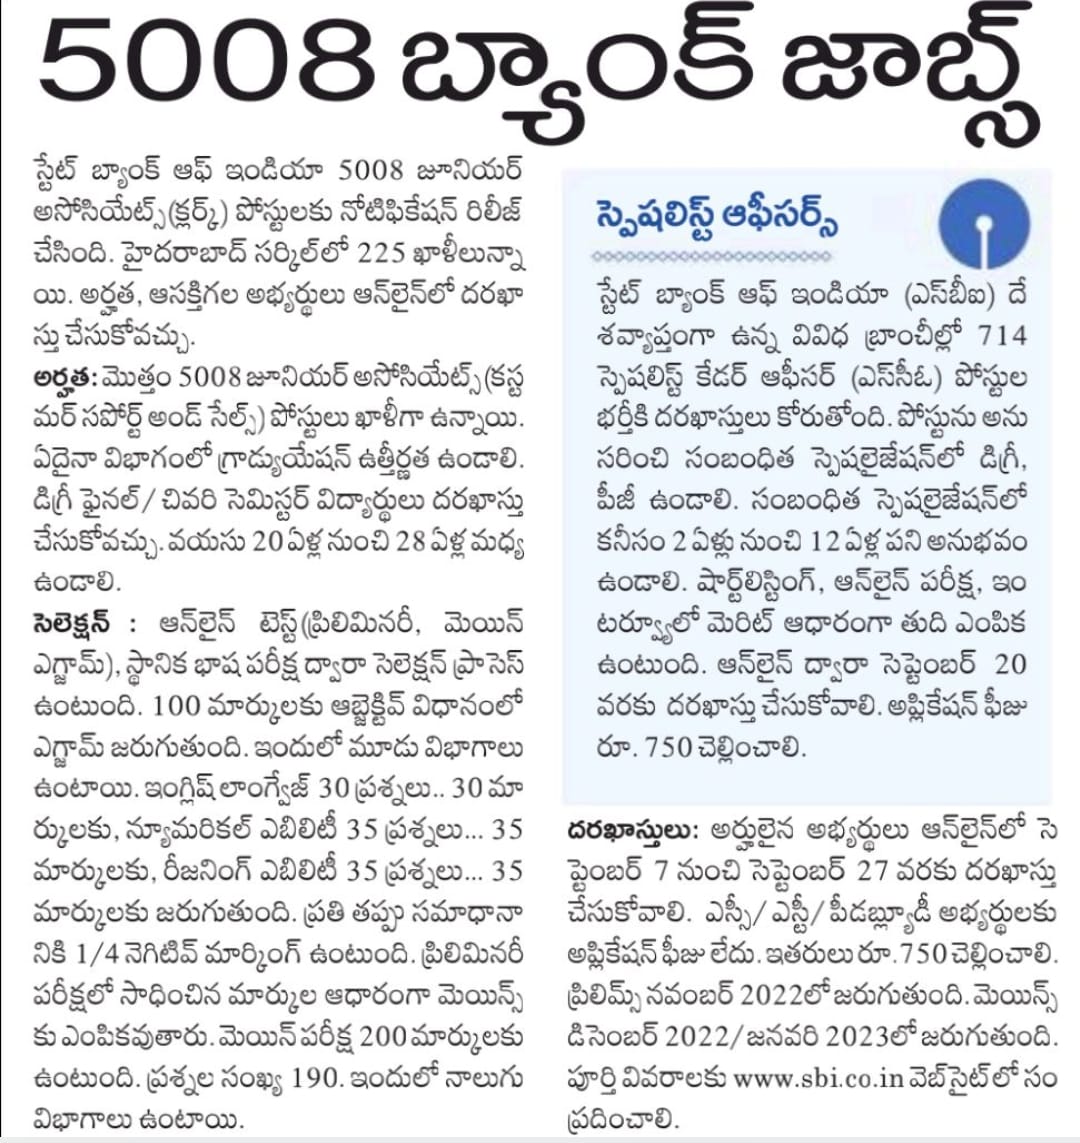 5008 బ్యాంక్ జాబ్స్
స్టేట్ బ్యాంక్ ఆఫ్ ఇండియా 5008 జూనియర్
అసోసియేట్స్(క్లర్క్) పోస్టులకు నోటిఫికేషన్ రిలీజ్
చేసింది. హైదరాబాద్ సర్కిల్‌లో 225 ఖాళీలున్నా
యి. అర్హత, ఆసక్తిగల అభ్యర్థులు ఆన్‌లైన్‌లో దరఖా
స్తు చేసుకోవచ్చు.
అర్హత: మొత్తం 5008 జూనియర్ అసోసియేట్స్ (కస్ట
మర్ సపోర్ట్ అండ్ సేల్స్) పోస్టులు ఖాళీగా ఉన్నాయి.
ఏదైనా విభాగంలో గ్రాడ్యుయేషన్ ఉత్తీర్ణత ఉండాలి.
డిగ్రీ ఫైనల్/ చివరి సెమిస్టర్ విద్యార్థులు దరఖాస్తు
చేసుకోవచ్చు. వయసు 20 ఏళ్ల నుంచి 28 ఏళ్ల మధ్య
ఉండాలి.
సెలెక్షన్ : ఆన్‌లైన్ టెస్ట్(ప్రిలిమినరీ, మెయిన్
ఎగ్జామ్), స్థానిక భాష పరీక్ష ద్వారా సెలెక్షన్ ప్రాసెస్
ఉంటుంది. 100 మార్కులకు ఆబ్జెక్టివ్ విధానంలో
ఎగ్జామ్ జరుగుతుంది. ఇందులో మూడు విభాగాలు
ఉంటాయి. ఇంగ్లిష్ లాంగ్వేజ్ 30 ప్రశ్నలు.. 30 మా
ర్కులకు, న్యూమరికల్ ఎబిలిటీ 35 ప్రశ్నలు... 35
మార్కులకు, రీజనింగ్ ఎబిలిటీ 35 ప్రశ్నలు... 35
మార్కులకు జరుగుతుంది. ప్రతి తప్పు సమాధానా
నికి 1/4 నెగిటివ్ మార్కింగ్ ఉంటుంది. ప్రిలిమినరీ
పరీక్షలో సాధించిన మార్కుల ఆధారంగా మెయిన్స్
కు ఎంపికవుతారు. మెయిన్ పరీక్ష 200 మార్కులకు
ఉంటుంది. ప్రశ్నల సంఖ్య 190. ఇందులో నాలుగు
విభాగాలు ఉంటాయి.
స్పెషలిస్ట్ ఆఫీసర్స్
స్టేట్ బ్యాంక్ ఆఫ్ ఇండియా (ఎస్‌బీఐ) దే
శవ్యాప్తంగా ఉన్న వివిధ బ్రాంచీల్లో 714
స్పెషలిస్ట్ కేడర్ ఆఫీసర్ (ఎస్‌సీఓ) పోస్టుల
భర్తీకి దరఖాస్తులు కోరుతోంది. పోస్టును అను
సరించి సంబంధిత స్పెషలైజేషన్‌లో డిగ్రీ,
పీజీ ఉండాలి. సంబంధిత స్పెషలైజేషన్‌లో
కనీసం 2 ఏళ్లు నుంచి 12 ఏళ్ల పని అనుభవం
ఉండాలి. షార్ట్‌లిస్టింగ్, ఆన్‌లైన్ పరీక్ష, ఇం
టర్వ్యూలో మెరిట్ ఆధారంగా తుది ఎంపిక
ఉంటుంది. ఆన్‌లైన్ ద్వారా సెప్టెంబర్ 20
వరకు దరఖాస్తు చేసుకోవాలి. అప్లికేషన్ ఫీజు
రూ. 750 చెల్లించాలి.
దరఖాస్తులు: అర్హులైన అభ్యర్థులు ఆన్‌లైన్‌లో సె
ప్టెంబర్ 7 నుంచి సెప్టెంబర్ 27 వరకు దరఖాస్తు
చేసుకోవాలి. ఎస్సీ/ ఎస్టీ/ పీడబ్ల్యూడీ అభ్యర్థులకు
అప్లికేషన్ ఫీజు లేదు. ఇతరులు రూ.750 చెల్లించాలి.
ప్రిలిమ్స్ నవంబర్ 2022లో జరుగుతుంది. మెయిన్స్
డిసెంబర్ 2022/ జనవరి 2023లో జరుగుతుంది.
పూర్తి వివరాలకు www.sbi.co.in వెబ్‌సైట్‌లో సం
ప్రదించాలి.